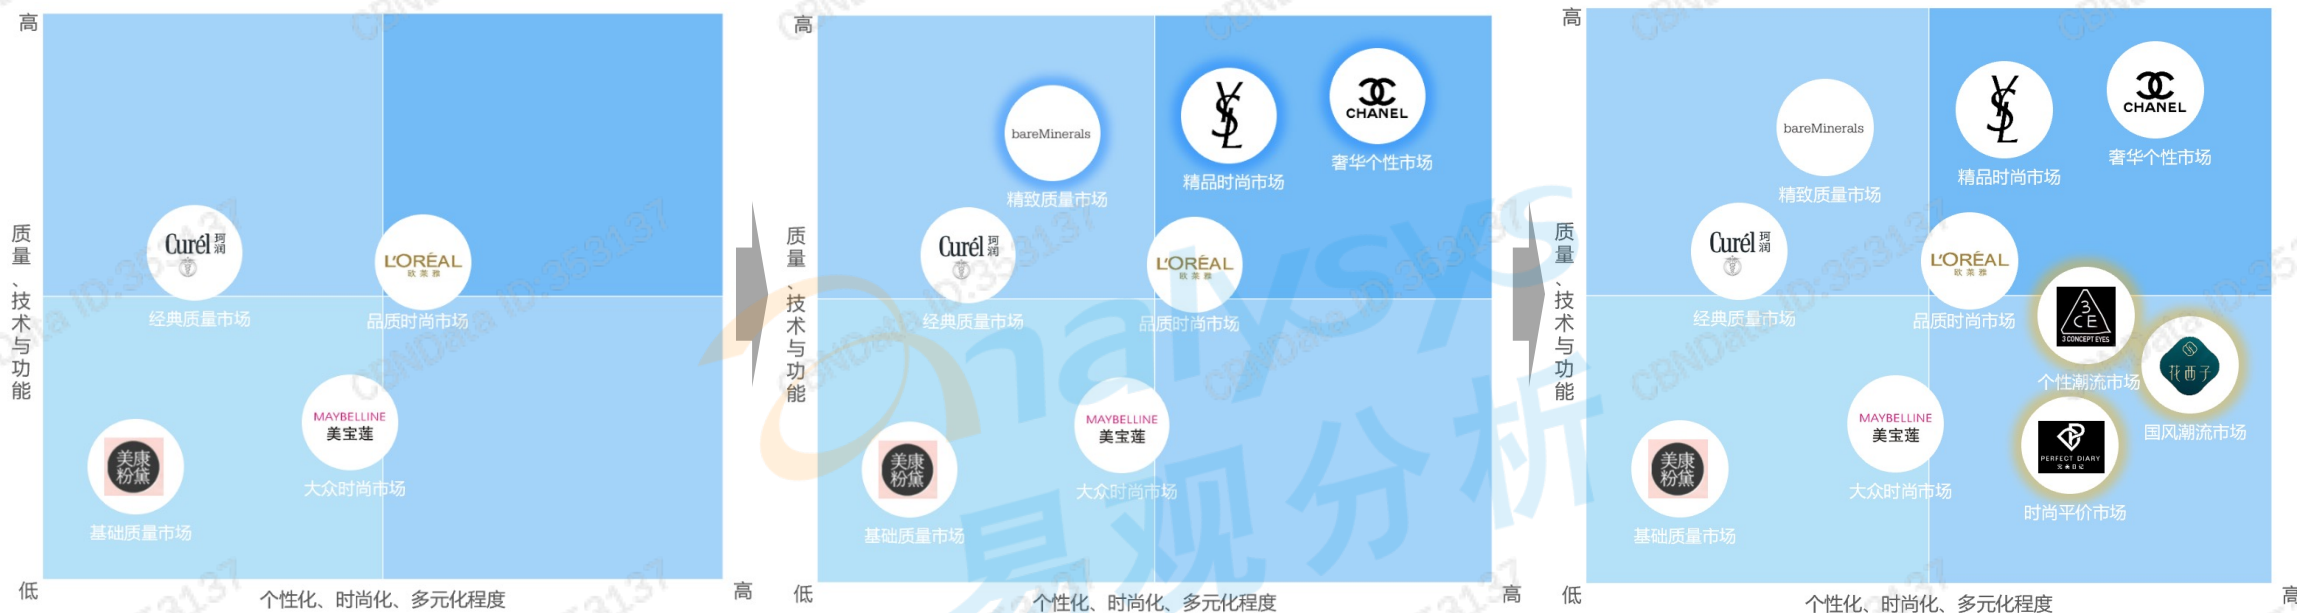 高
质量、技术与功能
Curél 珂润
经典质量市场
L'ORÉAL
欧莱雅
品质时尚市场
MAYBELLINE
美宝莲
大众时尚市场
美康
粉黛
基础质量市场
低
个性化、时尚化、多元化程度
高
高
质量、技术与功能
bareMinerals
精致质量市场
YSL
精品时尚市场
CHANEL
奢华个性市场
Curél 珂润
经典质量市场
L'ORÉAL
欧莱雅
品质时尚市场
MAYBELLINE
美宝莲
大众时尚市场
美康
粉黛
基础质量市场
低
个性化、时尚化、多元化程度
高
高
质量、技术与功能
bareMinerals
精致质量市场
YSL
精品时尚市场
CHANEL
奢华个性市场
Curél 珂润
经典质量市场
L'ORÉAL
欧莱雅
品质时尚市场
3
CE
3 CONCEPT EYES
个性潮流市场
花西子
国风潮流市场
MAYBELLINE
美宝莲
大众时尚市场
PERFECT DIARY
完美日记
时尚平价市场
美康
粉黛
基础质量市场
低
个性化、时尚化、多元化程度
高
analysys
易观分析
CBNData ID:353137